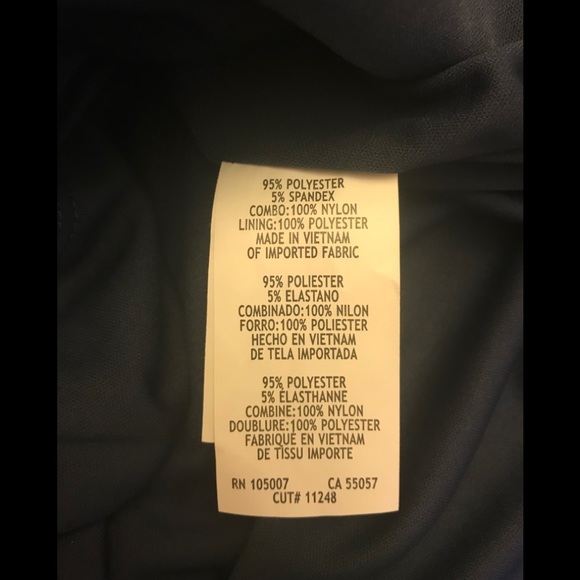 95% POLYESTER
5% SPANDEX
COMBO:100% NYLON
LINING:100% POLYESTER
MADE IN VIETNAM
OF IMPORTED FABRIC
95% POLIESTER
5% ELASTANO
COMBINADO:100% NILON
FORRO:100% POLIESTER
HECHO EN VIETNAM
DE TELA IMPORTADA
95% POLYESTER
5% ÈLASTHANNE
COMBINE:100% NYLON
DOUBLURE:100% POLYESTER
FABRIQUÉ EN VIETNAM
DE TISSU IMPORTE
RN 105007 CA 55057
CUT# 11248